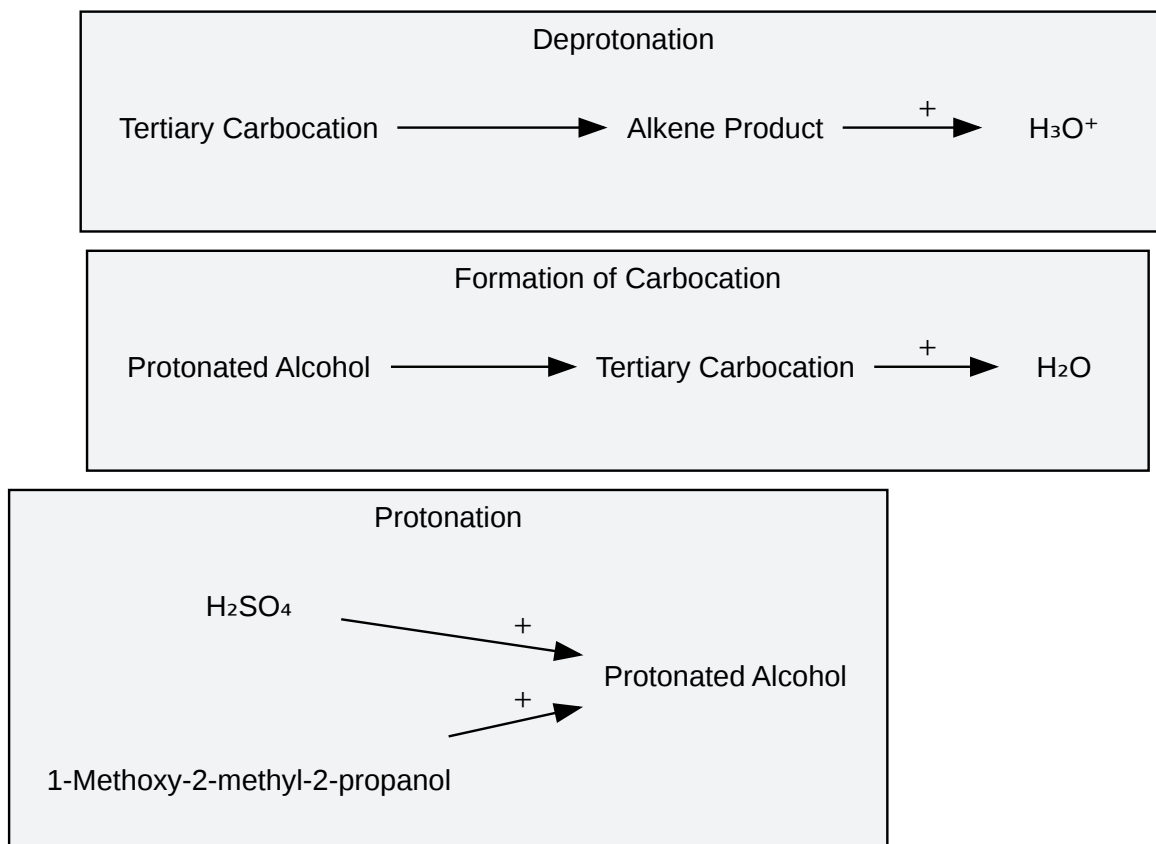 Deprotonation
Tertiary Carbocation
Alkene Product
+
H₃O⁺
Formation of Carbocation
Protonated Alcohol
Tertiary Carbocation
+
H₂O
Protonation
H₂SO₄
+
Protonated Alcohol
+
1-Methoxy-2-methyl-2-propanol